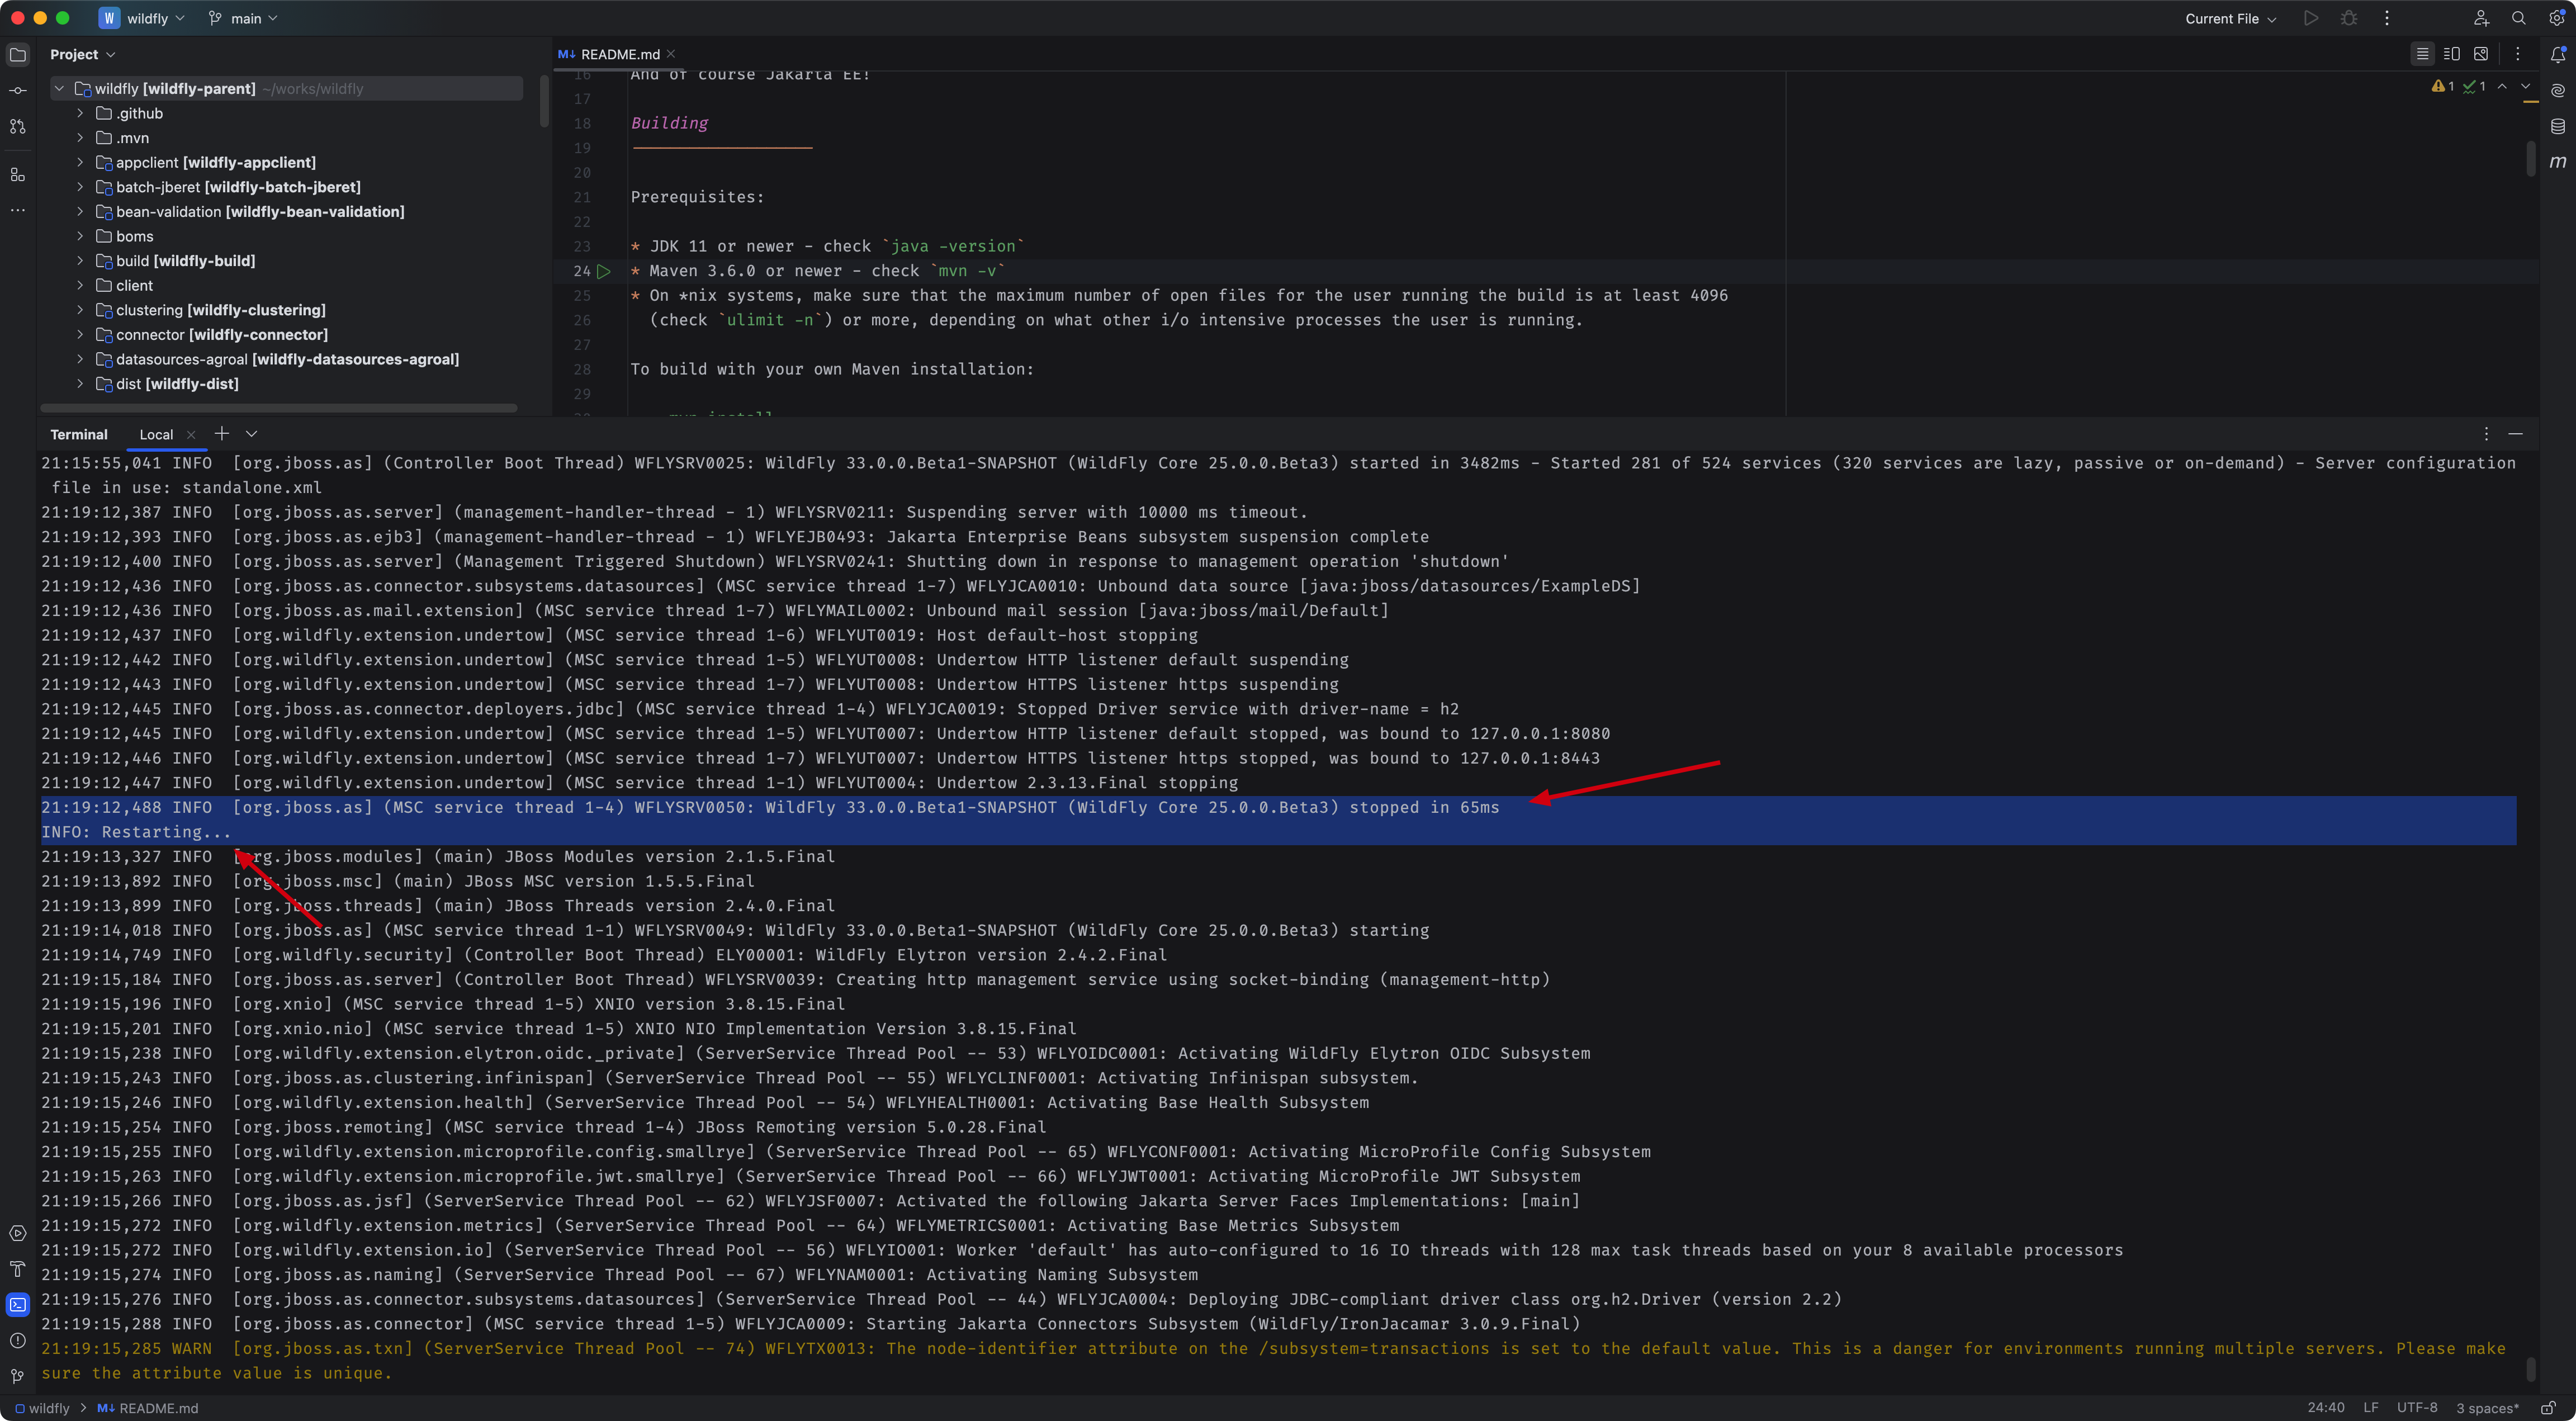 W wildfly main Current File
Project
wildfly [wildfly-parent] ~/works/wildfly
.github
.mvn
appclient [wildfly-appclient]
batch-jberet [wildfly-batch-jberet]
bean-validation [wildfly-bean-validation]
boms
build [wildfly-build]
client
clustering [wildfly-clustering]
connector [wildfly-connector]
datasources-agroal [wildfly-datasources-agroal]
dist [wildfly-dist]
M↓ README.md
1 1
16 And of course Jakarta EE!
17
18 Building
19 -------------------
20
21 Prerequisites:
22
23 * JDK 11 or newer - check `java -version`
24 * Maven 3.6.0 or newer - check `mvn -v`
25 * On *nix systems, make sure that the maximum number of open files for the user running the build is at least 4096
26 (check `ulimit -n`) or more, depending on what other i/o intensive processes the user is running.
27
28 To build with your own Maven installation:
29
mvn install
Terminal Local
21:15:55,041 INFO [org.jboss.as] (Controller Boot Thread) WFLYSRV0025: WildFly 33.0.0.Beta1-SNAPSHOT (WildFly Core 25.0.0.Beta3) started in 3482ms - Started 281 of 524 services (320 services are lazy, passive or on-demand) - Server configuration
file in use: standalone.xml
21:19:12,387 INFO [org.jboss.as.server] (management-handler-thread - 1) WFLYSRV0211: Suspending server with 10000 ms timeout.
21:19:12,393 INFO [org.jboss.as.ejb3] (management-handler-thread - 1) WFLYEJB0493: Jakarta Enterprise Beans subsystem suspension complete
21:19:12,400 INFO [org.jboss.as.server] (Management Triggered Shutdown) WFLYSRV0241: Shutting down in response to management operation 'shutdown'
21:19:12,436 INFO [org.jboss.as.connector.subsystems.datasources] (MSC service thread 1-7) WFLYJCA0010: Unbound data source [java:jboss/datasources/ExampleDS]
21:19:12,436 INFO [org.jboss.as.mail.extension] (MSC service thread 1-7) WFLYMAIL0002: Unbound mail session [java:jboss/mail/Default]
21:19:12,437 INFO [org.wildfly.extension.undertow] (MSC service thread 1-6) WFLYUT0019: Host default-host stopping
21:19:12,442 INFO [org.wildfly.extension.undertow] (MSC service thread 1-5) WFLYUT0008: Undertow HTTP listener default suspending
21:19:12,443 INFO [org.wildfly.extension.undertow] (MSC service thread 1-7) WFLYUT0008: Undertow HTTPS listener https suspending
21:19:12,445 INFO [org.jboss.as.connector.deployers.jdbc] (MSC service thread 1-4) WFLYJCA0019: Stopped Driver service with driver-name = h2
21:19:12,445 INFO [org.wildfly.extension.undertow] (MSC service thread 1-5) WFLYUT0007: Undertow HTTP listener default stopped, was bound to 127.0.0.1:8080
21:19:12,446 INFO [org.wildfly.extension.undertow] (MSC service thread 1-7) WFLYUT0007: Undertow HTTPS listener https stopped, was bound to 127.0.0.1:8443
21:19:12,447 INFO [org.wildfly.extension.undertow] (MSC service thread 1-1) WFLYUT0004: Undertow 2.3.13.Final stopping
21:19:12,488 INFO [org.jboss.as] (MSC service thread 1-4) WFLYSRV0050: WildFly 33.0.0.Beta1-SNAPSHOT (WildFly Core 25.0.0.Beta3) stopped in 65ms
INFO: Restarting...
21:19:13,327 INFO [org.jboss.modules] (main) JBoss Modules version 2.1.5.Final
21:19:13,892 INFO [org.jboss.msc] (main) JBoss MSC version 1.5.5.Final
21:19:13,899 INFO [org.jboss.threads] (main) JBoss Threads version 2.4.0.Final
21:19:14,018 INFO [org.jboss.as] (MSC service thread 1-1) WFLYSRV0049: WildFly 33.0.0.Beta1-SNAPSHOT (WildFly Core 25.0.0.Beta3) starting
21:19:14,749 INFO [org.wildfly.security] (Controller Boot Thread) ELY00001: WildFly Elytron version 2.4.2.Final
21:19:15,184 INFO [org.jboss.as.server] (Controller Boot Thread) WFLYSRV0039: Creating http management service using socket-binding (management-http)
21:19:15,196 INFO [org.xnio] (MSC service thread 1-5) XNIO version 3.8.15.Final
21:19:15,201 INFO [org.xnio.nio] (MSC service thread 1-5) XNIO NIO Implementation Version 3.8.15.Final
21:19:15,238 INFO [org.wildfly.extension.elytron.oidc._private] (ServerService Thread Pool -- 53) WFLYOIDC0001: Activating WildFly Elytron OIDC Subsystem
21:19:15,243 INFO [org.jboss.as.clustering.infinispan] (ServerService Thread Pool -- 55) WFLYCLINF0001: Activating Infinispan subsystem.
21:19:15,246 INFO [org.wildfly.extension.health] (ServerService Thread Pool -- 54) WFLYHEALTH0001: Activating Base Health Subsystem
21:19:15,254 INFO [org.jboss.remoting] (MSC service thread 1-4) JBoss Remoting version 5.0.28.Final
21:19:15,255 INFO [org.wildfly.extension.microprofile.config.smallrye] (ServerService Thread Pool -- 65) WFLYCONF0001: Activating MicroProfile Config Subsystem
21:19:15,263 INFO [org.wildfly.extension.microprofile.jwt.smallrye] (ServerService Thread Pool -- 66) WFLYJWT0001: Activating MicroProfile JWT Subsystem
21:19:15,266 INFO [org.jboss.as.jsf] (ServerService Thread Pool -- 62) WFLYJSF0007: Activated the following Jakarta Server Faces Implementations: [main]
21:19:15,272 INFO [org.wildfly.extension.metrics] (ServerService Thread Pool -- 64) WFLYMETRICS0001: Activating Base Metrics Subsystem
21:19:15,272 INFO [org.wildfly.extension.io] (ServerService Thread Pool -- 56) WFLYIO001: Worker 'default' has auto-configured to 16 IO threads with 128 max task threads based on your 8 available processors
21:19:15,274 INFO [org.jboss.as.naming] (ServerService Thread Pool -- 67) WFLYNAM0001: Activating Naming Subsystem
21:19:15,276 INFO [org.jboss.as.connector.subsystems.datasources] (ServerService Thread Pool -- 44) WFLYJCA0004: Deploying JDBC-compliant driver class org.h2.Driver (version 2.2)
21:19:15,288 INFO [org.jboss.as.connector] (MSC service thread 1-5) WFLYJCA0009: Starting Jakarta Connectors Subsystem (WildFly/IronJacamar 3.0.9.Final)
21:19:15,285 WARN [org.jboss.as.txn] (ServerService Thread Pool -- 74) WFLYTX0013: The node-identifier attribute on the /subsystem=transactions is set to the default value. This is a danger for environments running multiple servers. Please make
sure the attribute value is unique.
wildfly > M↓ README.md 24:40 LF UTF-8 3 spaces*